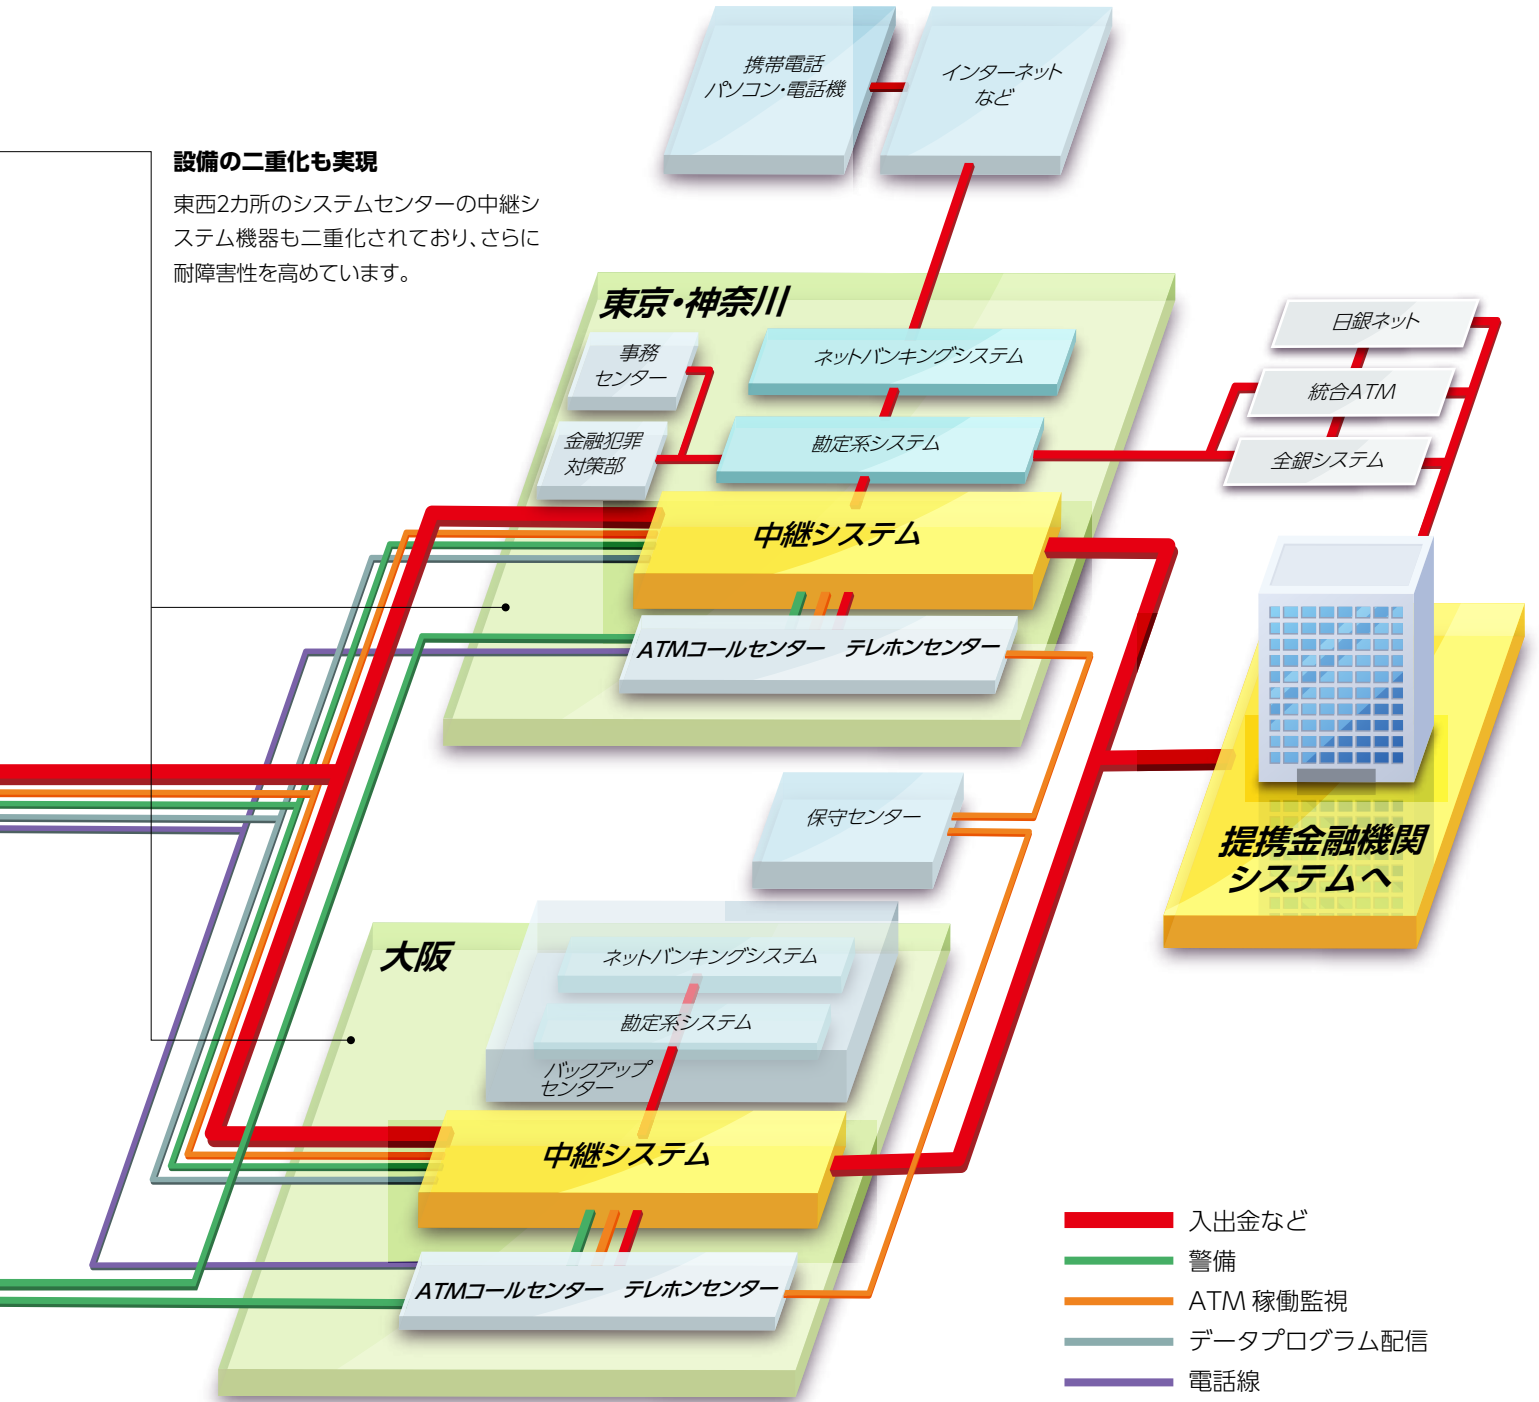 携帯電話
パソコン・電話機
インターネット
など
設備の二重化も実現
東西2カ所のシステムセンターの中継シ
ステム機器も二重化されており、さらに
耐障害性を高めています。
東京・神奈川
事務
センター
ネットバンキングシステム
金融犯罪
対策部
勘定系システム
日銀ネット
統合ATM
全銀システム
中継システム
ATMコールセンター　テレホンセンター
保守センター
提携金融機関
システムへ
大阪
ネットバンキングシステム
勘定系システム
バックアップ
センター
中継システム
ATMコールセンター　テレホンセンター
入出金など
警備
ATM 稼働監視
データプログラム配信
電話線